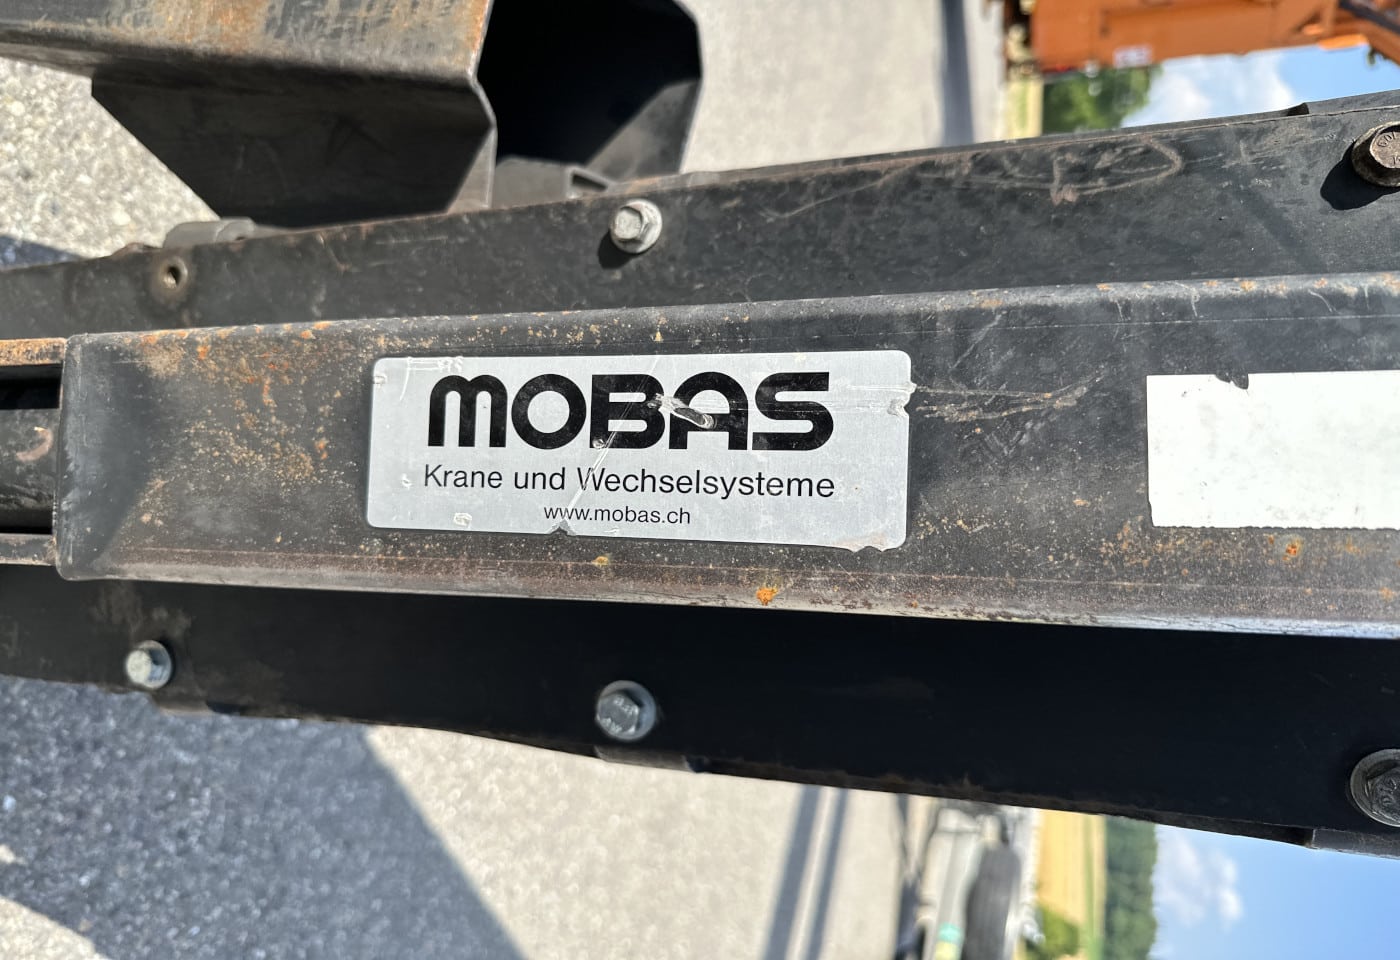 MOBAS
Krane und Wechselsysteme
www.mobas.ch